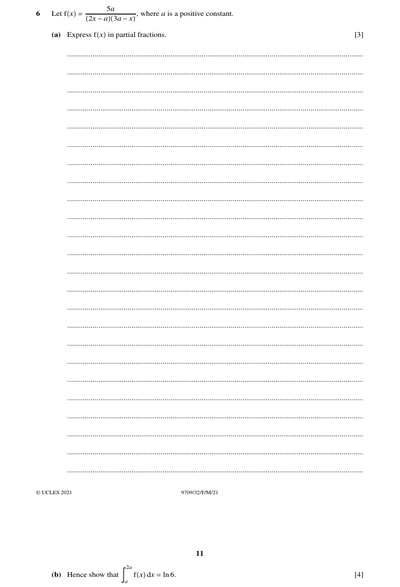 6 Let f(x) = 5a / ((2x − a)(3a − x)), where a is a positive constant.
(a) Express f(x) in partial fractions. [3]
© UCLES 2021 9709/32/F/M/21
11
(b) Hence show that ∫_a^{2a} f(x) dx = ln 6. [4]